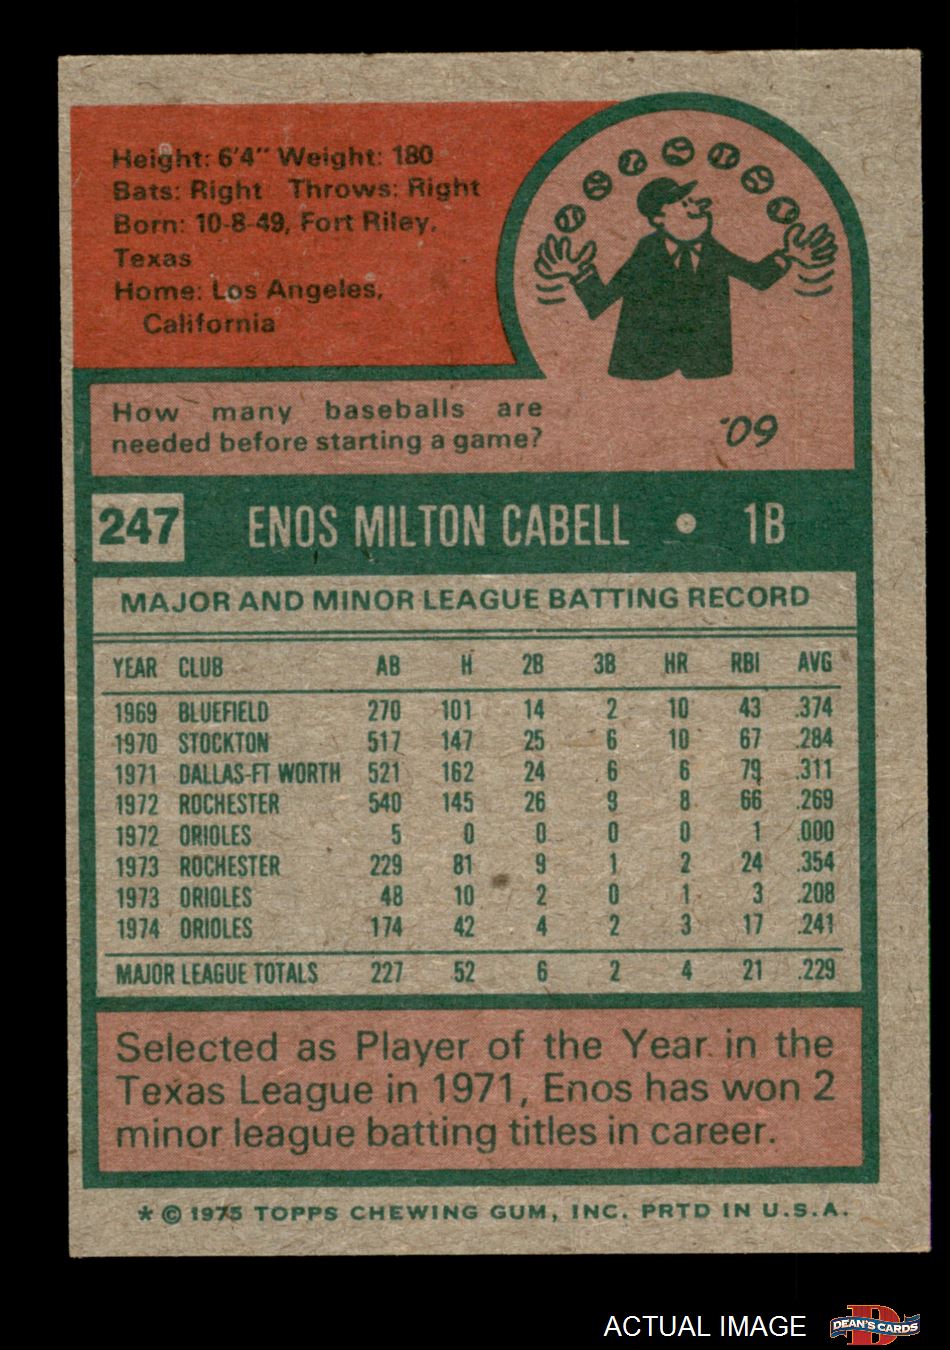 Height: 6'4" Weight: 180
Bats: Right Throws: Right
Born: 10-8-49, Fort Riley,
Texas
Home: Los Angeles,
California
How many baseballs are
needed before starting a game?
'09
247 ENOS MILTON CABELL • 1B
MAJOR AND MINOR LEAGUE BATTING RECORD
YEAR CLUB AB H 2B 3B HR RBI AVG
1969 BLUEFIELD 270 101 14 2 10 43 .374
1970 STOCKTON 517 147 25 6 10 67 .284
1971 DALLAS-FT WORTH 521 162 24 6 6 79 .311
1972 ROCHESTER 540 145 26 9 8 66 .269
1972 ORIOLES 5 0 0 0 0 1 .000
1973 ROCHESTER 229 81 9 1 2 24 .354
1973 ORIOLES 48 10 2 0 1 3 .208
1974 ORIOLES 174 42 4 2 3 17 .241
MAJOR LEAGUE TOTALS 227 52 6 2 4 21 .229
Selected as Player of the Year in the
Texas League in 1971, Enos has won 2
minor league batting titles in career.
* © 1975 TOPPS CHEWING GUM, INC. PRTD IN U.S.A.
ACTUAL IMAGE
D
DEAN'S CARDS